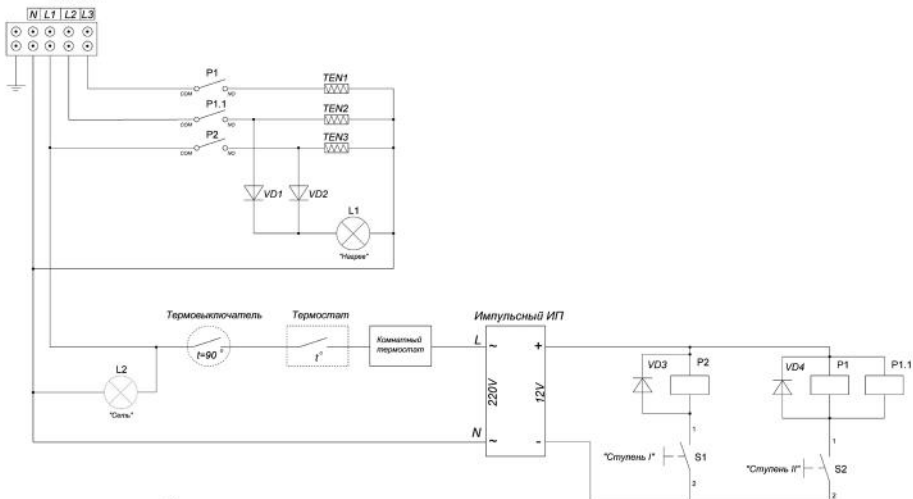 N L1 L2 L3
P1
TEN1
COM
NO
P1.1
TEN2
COM
NO
P2
TEN3
COM
NO
VD1
VD2
L1
"Нагрев"
Термовыключатель
Термостат
Импульсный ИП
t=90°
t°
Комнатный
термостат
L
~
+
220V
12V
N
~
-
L2
"Сеть"
VD3
P2
VD4
P1
P1.1
1
"Ступень I"
S1
2
1
"Ступень II"
S2
2